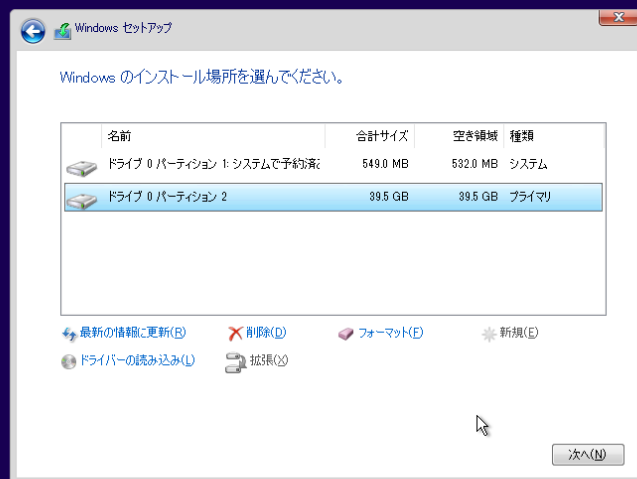 Windows セットアップ
Windows のインストール場所を選んでください。
名前 合計サイズ 空き領域 種類
ドライブ 0 パーティション 1: システムで予約済 549.0 MB 532.0 MB システム
ドライブ 0 パーティション 2 39.5 GB 39.5 GB プライマリ
最新の情報に更新(R) 削除(D) フォーマット(F) 新規(E)
ドライバーの読み込み(L) 拡張(X)
次へ(N)